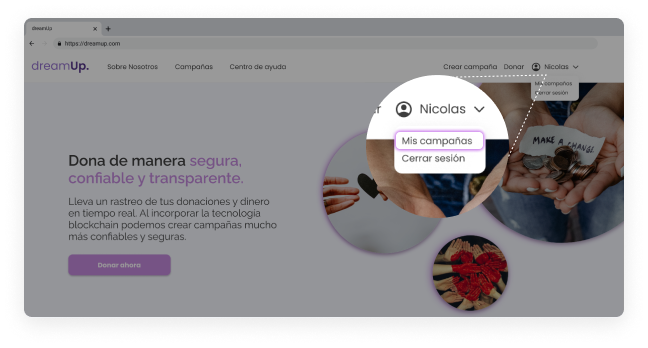 dreamUp
https://dreamup.com
dreamUp.
Sobre Nosotros
Campañas
Centro de ayuda
Crear campaña
Donar
Nicolas
Mis campañas
Cerrar sesión
r
Nicolas
Mis campañas
Cerrar sesión
MAKE A CHANGE
Dona de manera segura,
confiable y transparente.
Lleva un rastreo de tus donaciones y dinero
en tiempo real. Al incorporar la tecnología
blockchain podemos crear campañas mucho
más confiables y seguras.
Donar ahora